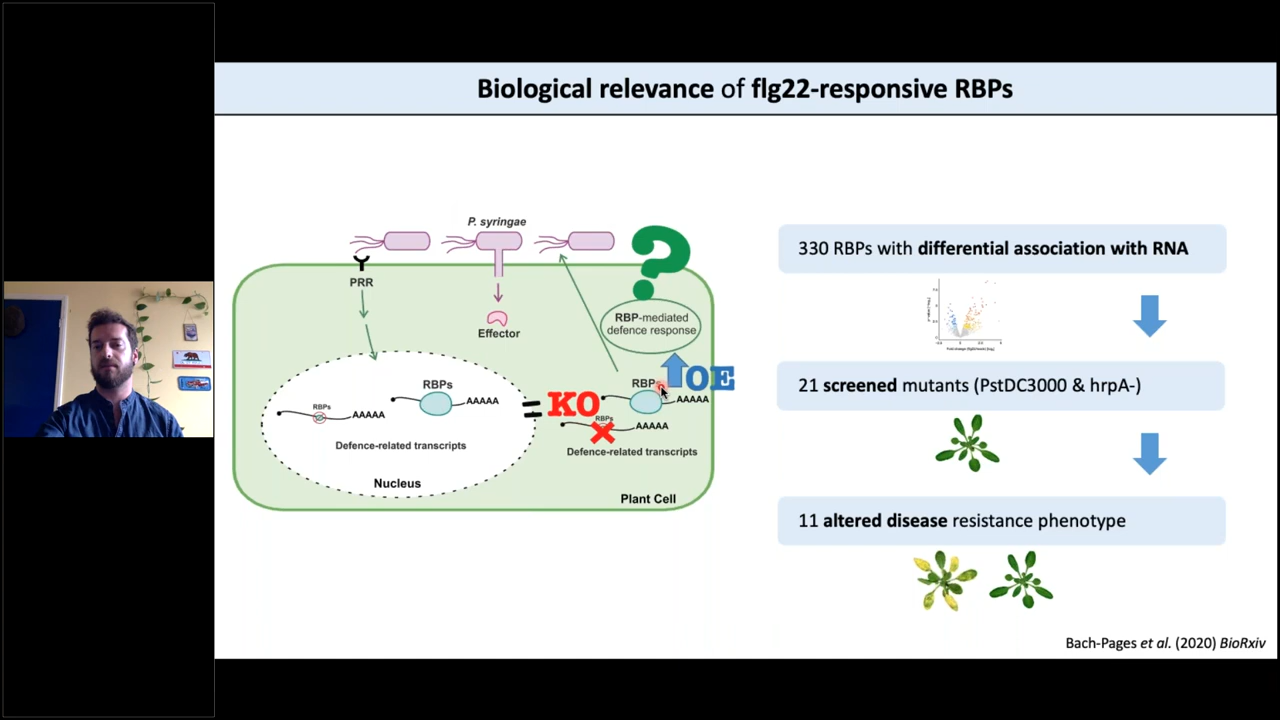 Biological relevance of flg22-responsive RBPs
P. syringae
PRR
Effector
RBP-mediated
defence response
OE
RBPs
AAAAA
RBPs
AAAAA
Defence-related transcripts
Nucleus
KO
RBP
AAAAA
RBPs
AAAAA
Defence-related transcripts
Plant Cell
330 RBPs with differential association with RNA
21 screened mutants (PstDC3000 & hrpA-)
11 altered disease resistance phenotype
Bach-Pages et al. (2020) BioRxiv